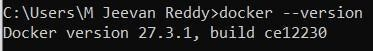 C:\Users\M Jeevan Reddy>docker --version
Docker version 27.3.1, build ce12230